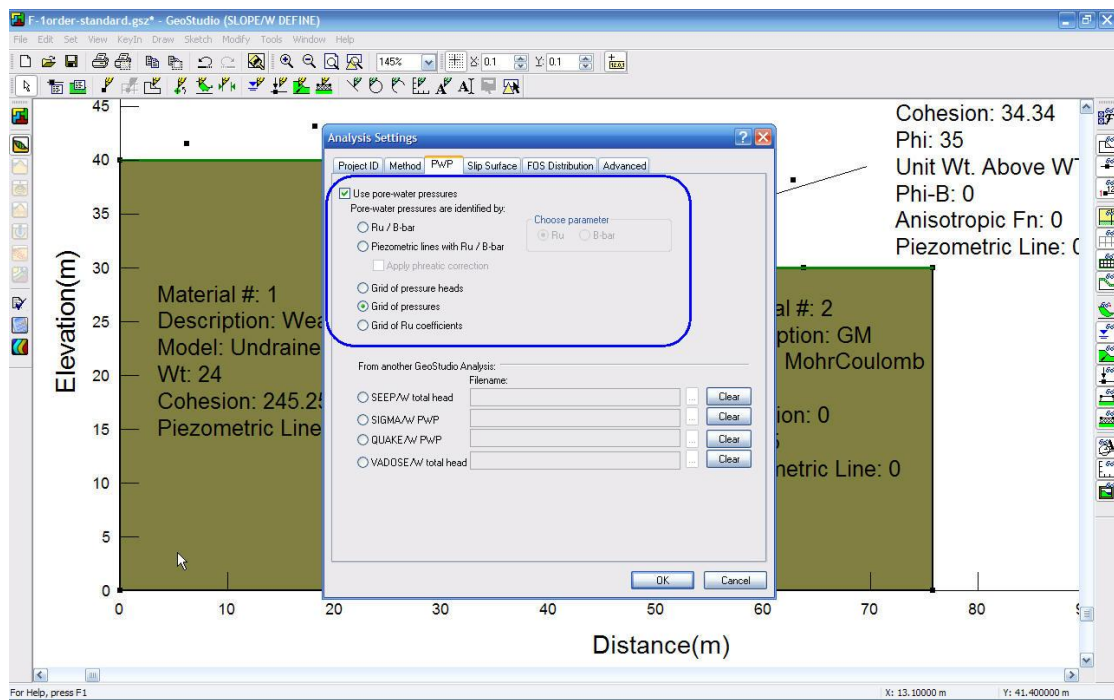 F-1order-standard.gsz* - GeoStudio (SLOPE/W DEFINE)
File Edit Set View KeyIn Draw Sketch Modify Tools Window Help
145% X: 0.1 Y: 0.1
45
40
35
30
25
20
15
10
5
0
Elevation(m)
0 10 20 30 40 50 60 70 80
Distance(m)
Material #: 1
Description: Wea
Model: Undraine
Wt: 24
Cohesion: 245.25
Piezometric Line
Cohesion: 34.34
Phi: 35
Unit Wt. Above WT
Phi-B: 0
Anisotropic Fn: 0
Piezometric Line: 0
al #: 2
ption: GM
MohrCoulomb
ion: 0
netric Line: 0
Analysis Settings
Project ID Method PWP Slip Surface FOS Distribution Advanced
Use pore-water pressures
Pore-water pressures are identified by:
Ru / B-bar
Piezometric lines with Ru / B-bar
Apply phreatic correction
Grid of pressure heads
Grid of pressures
Grid of Ru coefficients
Choose parameter
Ru B-bar
From another GeoStudio Analysis:
Filename:
SEEP/W total head ... Clear
SIGMA/W PWP ... Clear
QUAKE/W PWP ... Clear
VADOSE/W total head ... Clear
OK Cancel
For Help, press F1
X: 13.10000 m Y: 41.400000 m